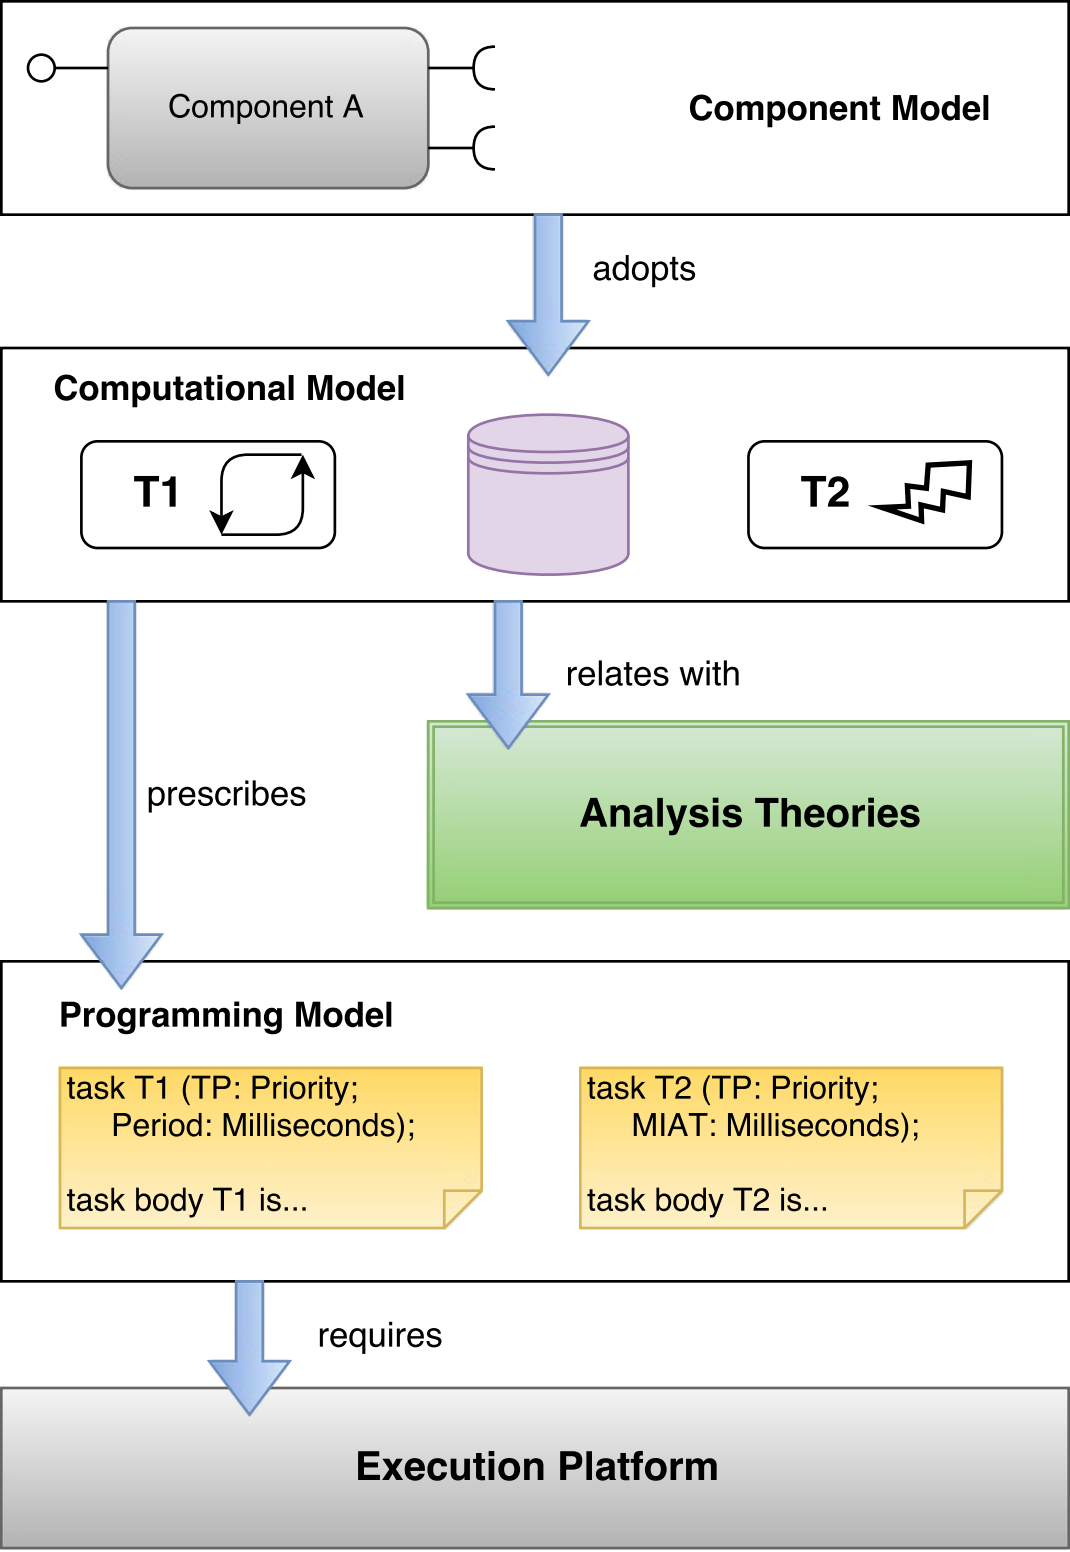 Component A
Component Model
adopts
Computational Model
T1
T2
relates with
Analysis Theories
prescribes
Programming Model
task T1 (TP: Priority;
Period: Milliseconds);
task body T1 is...
task T2 (TP: Priority;
MIAT: Milliseconds);
task body T2 is...
requires
Execution Platform